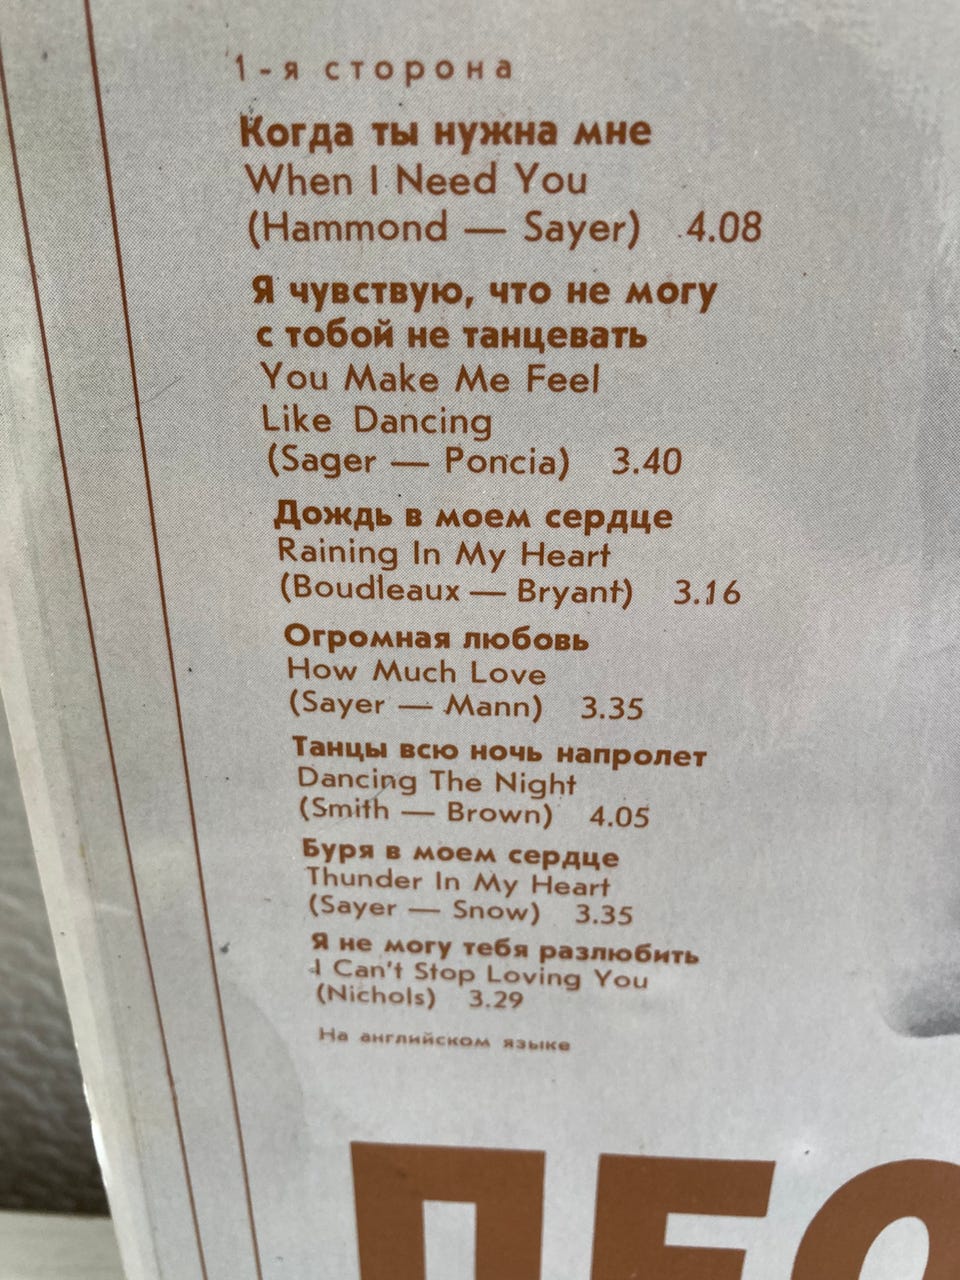 1-я сторона
Когда ты нужна мне
When I Need You
(Hammond — Sayer) 4.08
Я чувствую, что не могу
с тобой не танцевать
You Make Me Feel
Like Dancing
(Sager — Poncia) 3.40
Дождь в моем сердце
Raining In My Heart
(Boudleaux — Bryant) 3.16
Огромная любовь
How Much Love
(Sayer — Mann) 3.35
Танцы всю ночь напролет
Dancing The Night
(Smith — Brown) 4.05
Буря в моем сердце
Thunder In My Heart
(Sayer — Snow) 3.35
Я не могу тебя разлюбить
I Can't Stop Loving You
(Nichols) 3.29
На английском языке